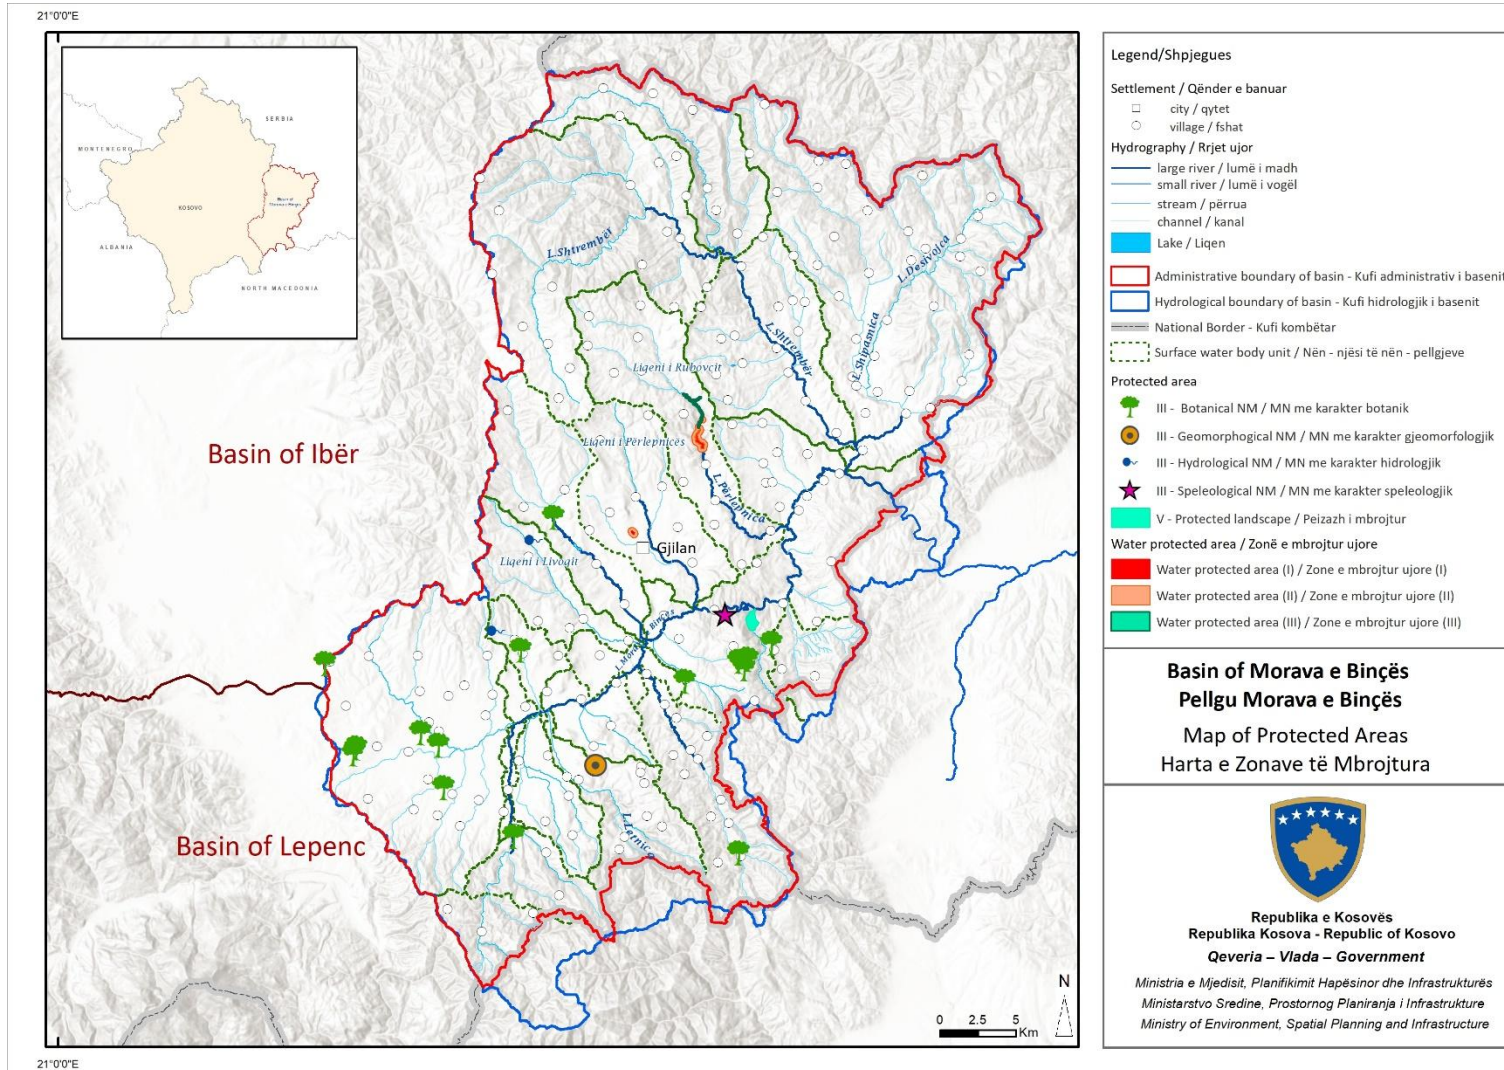 21°0'0"E
SERBIA
MONTENEGRO
KOSOVO
ALBANIA
NORTH MACEDONIA
L.Shtrembër
L.Desivojca
L.Shtrembër
L.Shipasnica
Liqeni i Rubovcit
Liqeni i Përlepnicës
L.Përlepnica
Basin of Ibër
Gjilan
Liqeni i Livogit
L.Morava e Binçës
L.Letnica
Basin of Lepenc
N
0 2.5 5
Km
21°0'0"E
Legend/Shpjegues
Settlement / Qënder e banuar
city / qytet
village / fshat
Hydrography / Rrjet ujor
large river / lumë i madh
small river / lumë i vogël
stream / përrua
channel / kanal
Lake / Liqen
Administrative boundary of basin - Kufi administrativ i basenit
Hydrological boundary of basin - Kufi hidrologjik i basenit
National Border - Kufi kombëtar
Surface water body unit / Nën - njësi të nën - pellgjeve
Protected area
III - Botanical NM / MN me karakter botanik
III - Geomorphogical NM / MN me karakter gjeomorfologjik
III - Hydrological NM / MN me karakter hidrologjik
III - Speleological NM / MN me karakter speleologjik
V - Protected landscape / Peizazh i mbrojtur
Water protected area / Zonë e mbrojtur ujore
Water protected area (I) / Zone e mbrojtur ujore (I)
Water protected area (II) / Zone e mbrojtur ujore (II)
Water protected area (III) / Zone e mbrojtur ujore (III)
Basin of Morava e Binçës
Pellgu Morava e Binçës
Map of Protected Areas
Harta e Zonave të Mbrojtura
Republika e Kosovës
Republika Kosova - Republic of Kosovo
Qeveria – Vlada – Government
Ministria e Mjedisit, Planifikimit Hapësinor dhe Infrastrukturës
Ministarstvo Sredine, Prostornog Planiranja i Infrastrukture
Ministry of Environment, Spatial Planning and Infrastructure